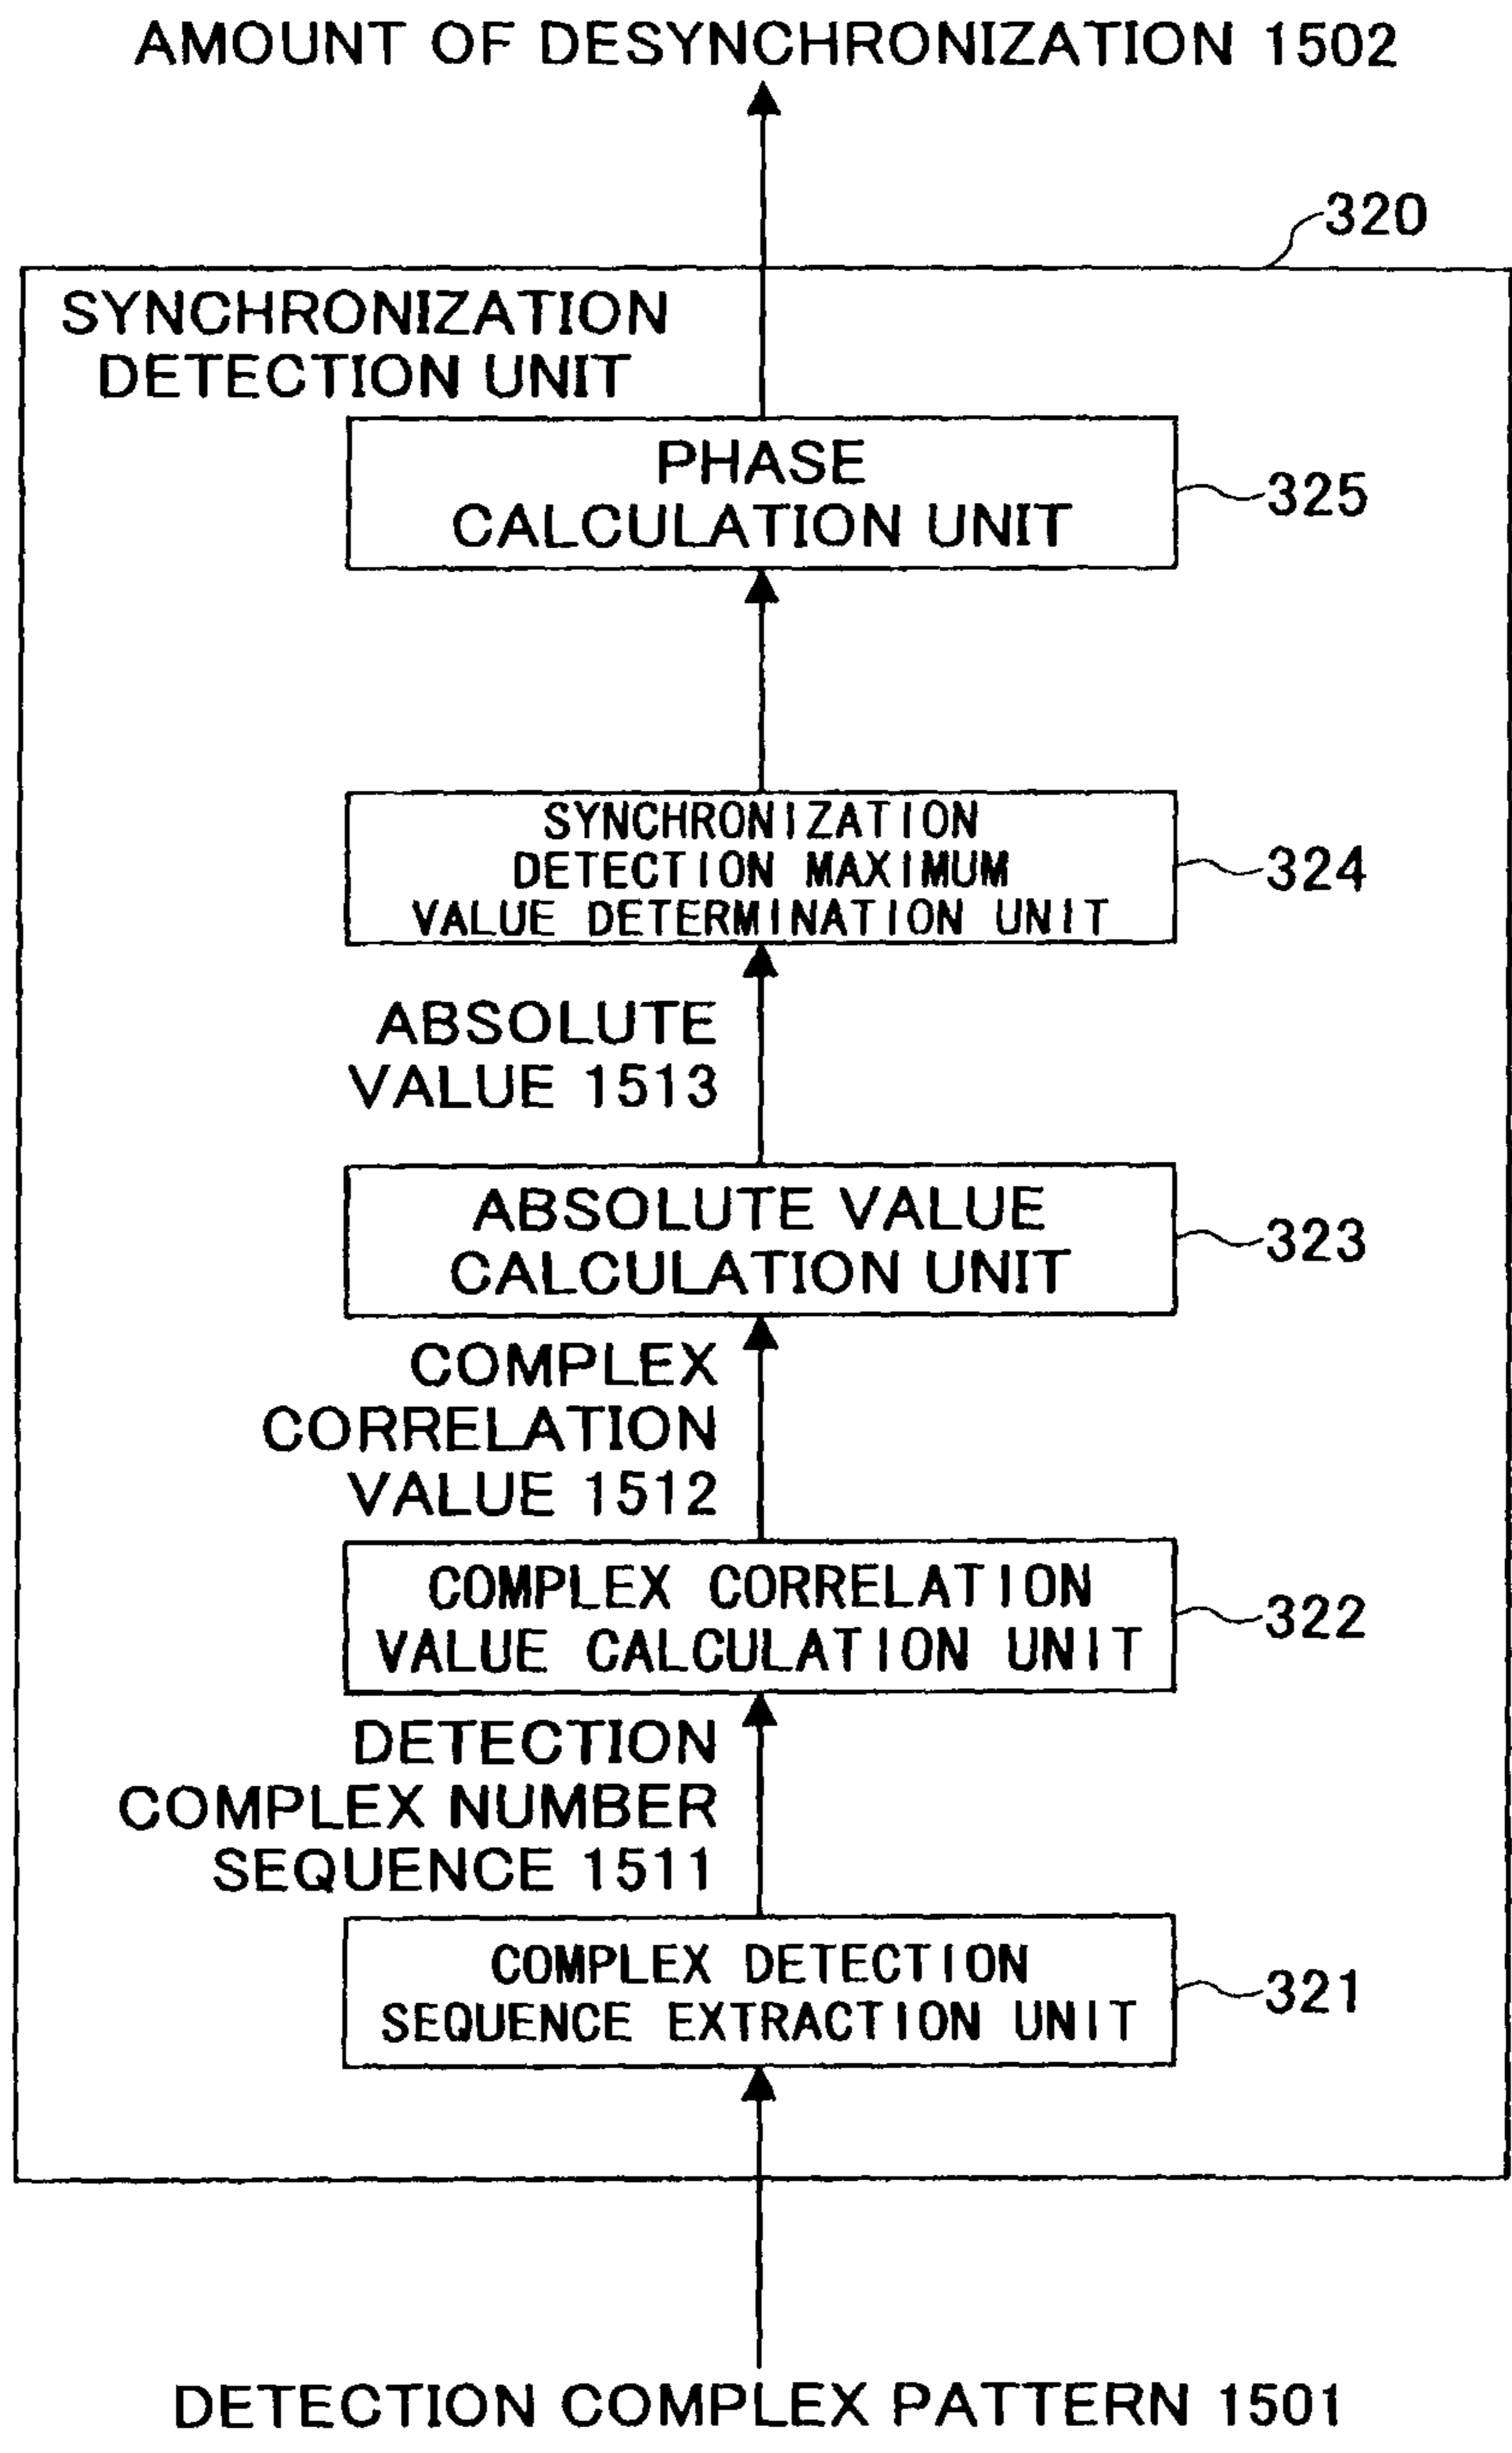 AMOUNT OF DESYNCHRONIZATION 1502
320
SYNCHRONIZATION
DETECTION UNIT
PHASE
CALCULATION UNIT
325
SYNCHRONIZATION
DETECTION MAXIMUM
VALUE DETERMINATION UNIT
324
ABSOLUTE
VALUE 1513
ABSOLUTE VALUE
CALCULATION UNIT
323
COMPLEX
CORRELATION
VALUE 1512
COMPLEX CORRELATION
VALUE CALCULATION UNIT
322
DETECTION
COMPLEX NUMBER
SEQUENCE 1511
COMPLEX DETECTION
SEQUENCE EXTRACTION UNIT
321
DETECTION COMPLEX PATTERN 1501